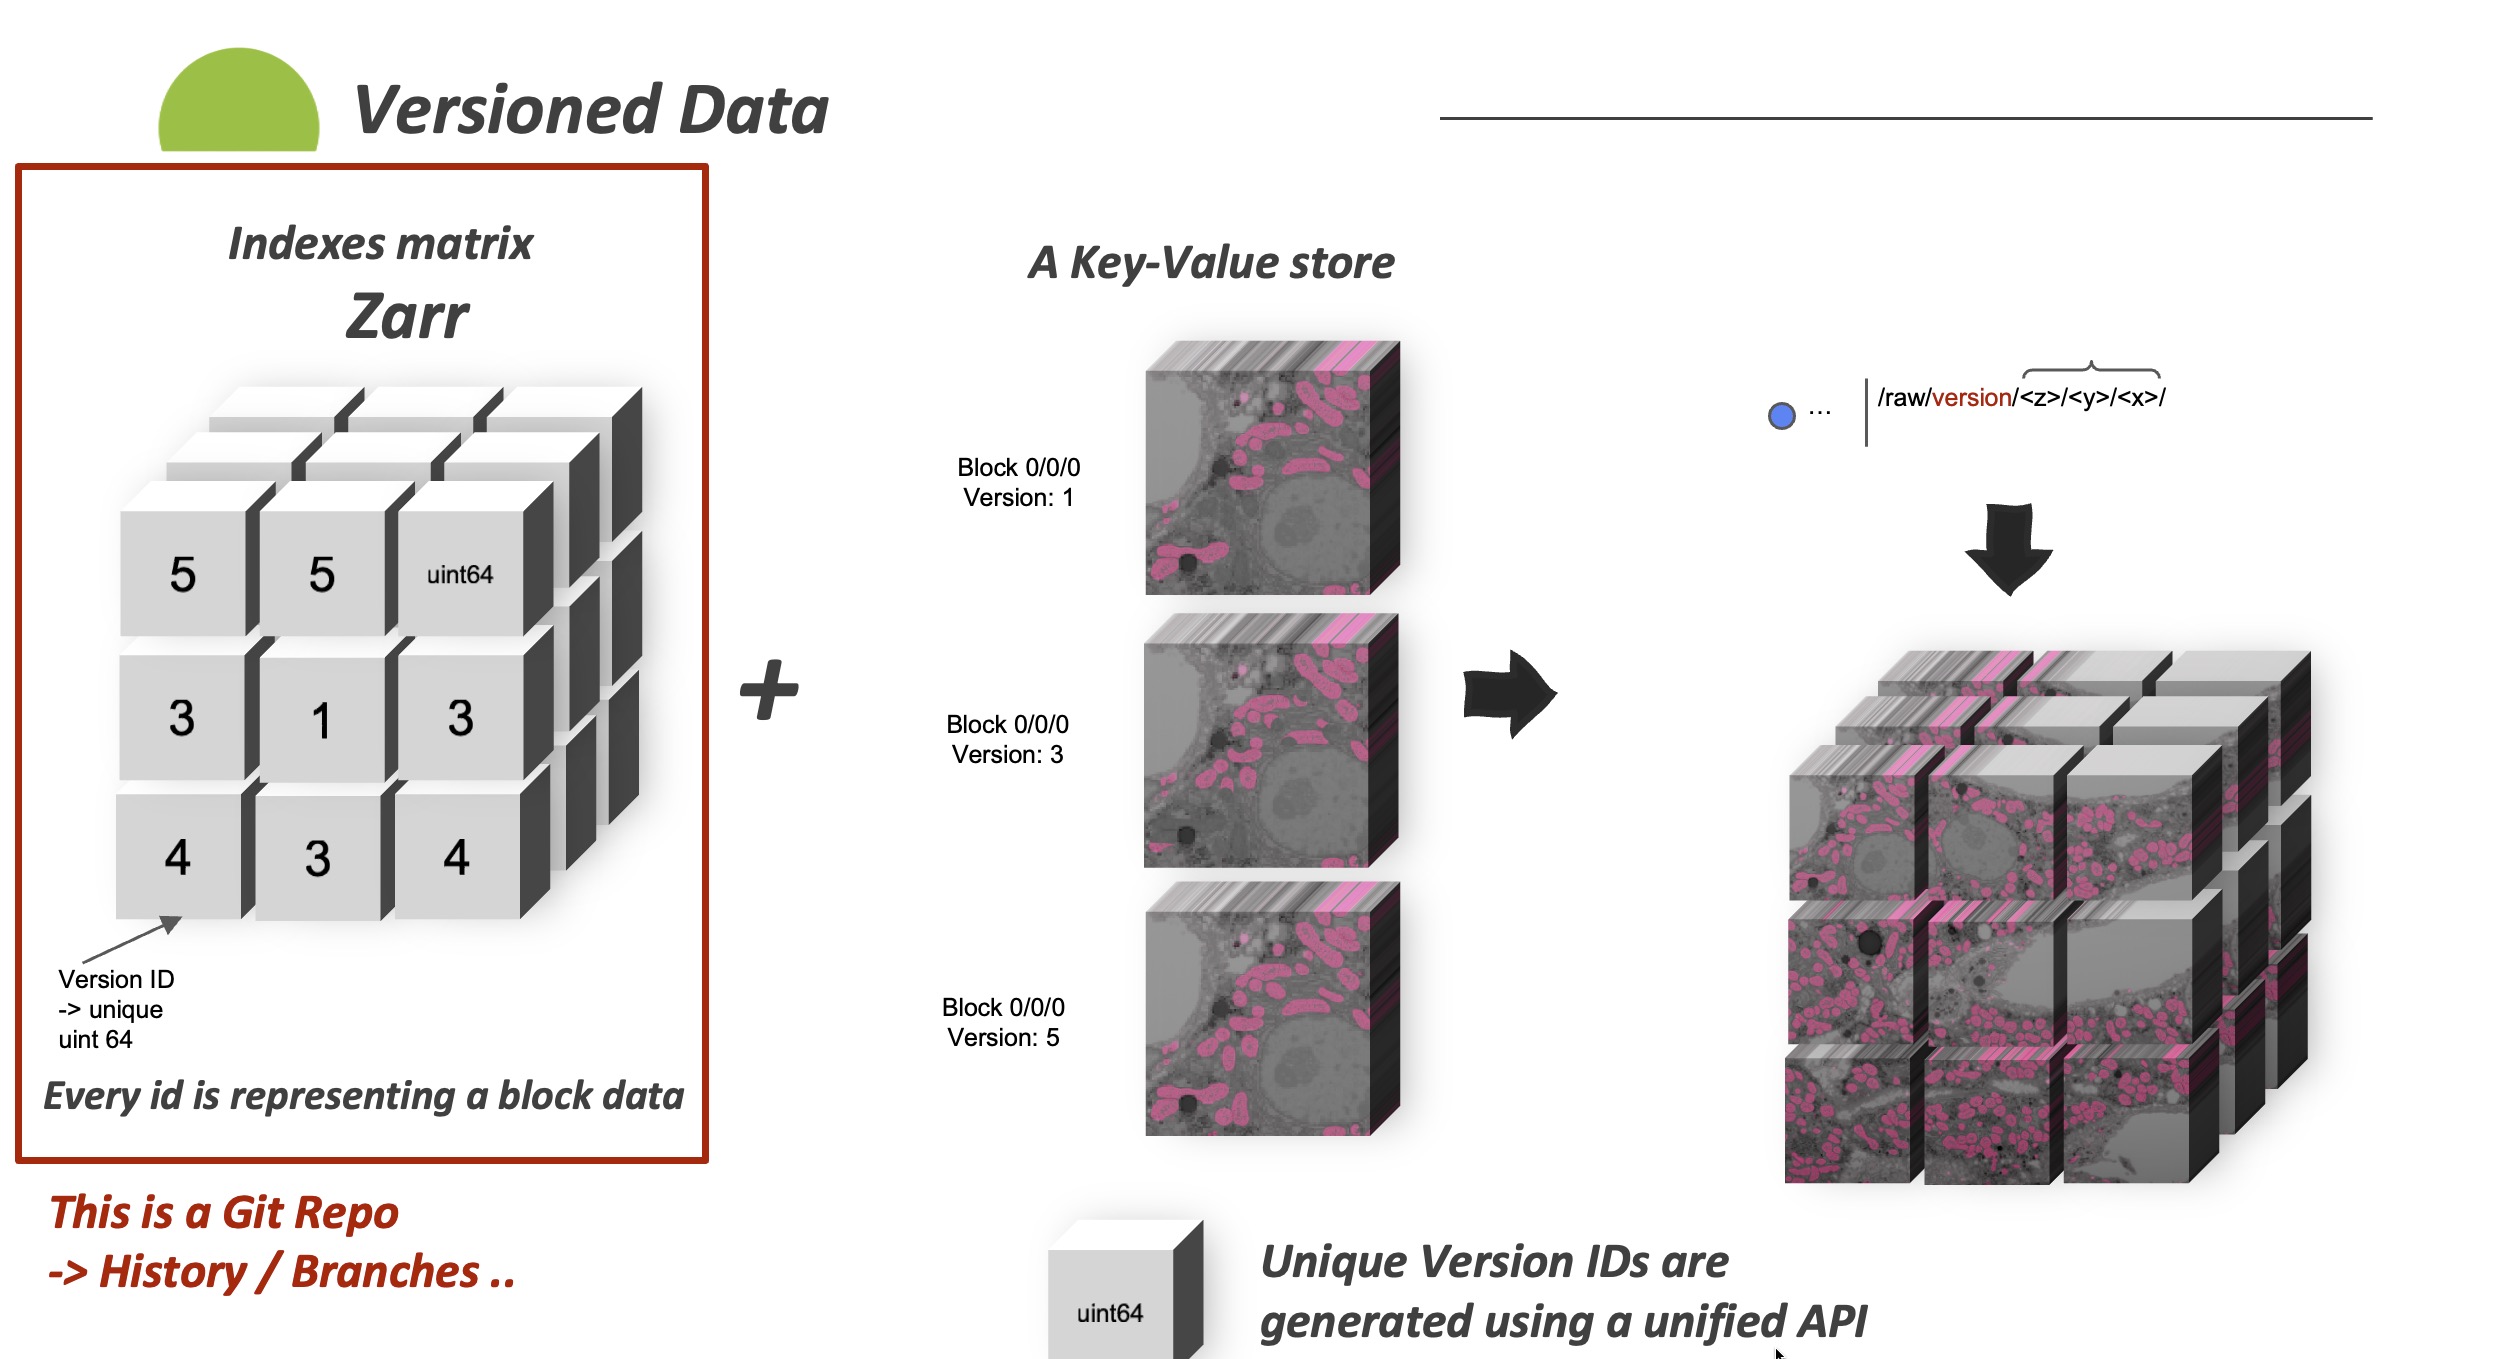 Versioned Data
Indexes matrix
Zarr
5 5 uint64
3 1 3
4 3 4
Version ID
-> unique
uint 64
Every id is representing a block data
This is a Git Repo
-> History / Branches ..
+
A Key-Value store
Block 0/0/0
Version: 1
Block 0/0/0
Version: 3
Block 0/0/0
Version: 5
... /raw/version/<z>/<y>/<x>/
uint64
Unique Version IDs are
generated using a unified API